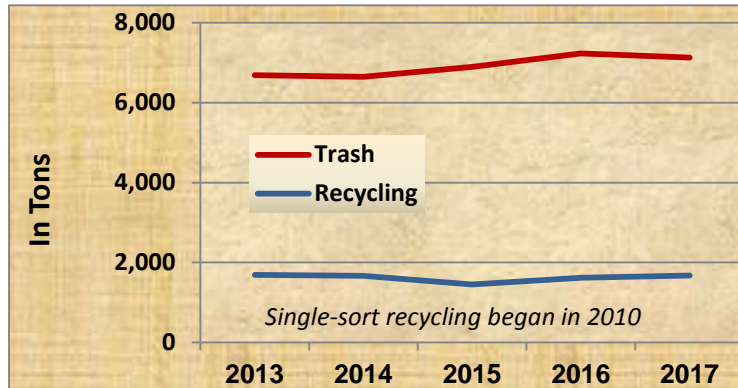 8,000
6,000
4,000
2,000
0
In Tons
Trash
Recycling
Single-sort recycling began in 2010
2013 2014 2015 2016 2017